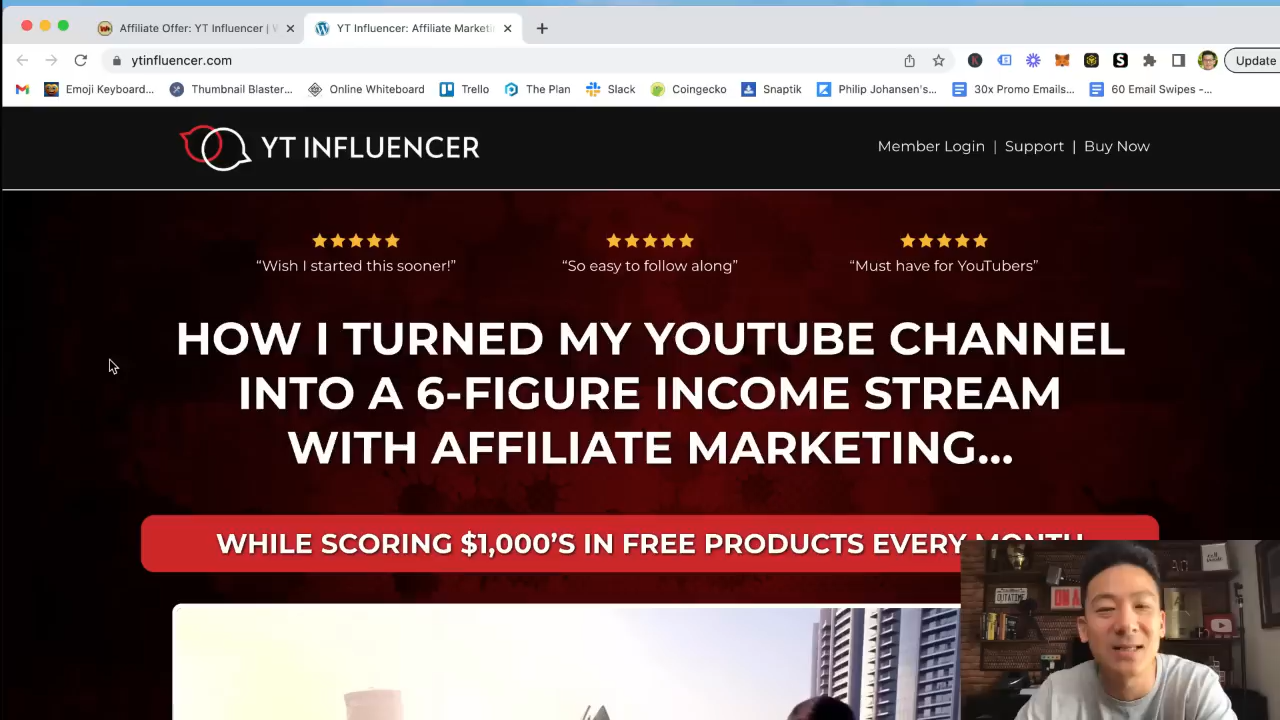 Affiliate Offer: YT Influencer |
YT Influencer: Affiliate Marketi
ytinfluencer.com
Update
Emoji Keyboard...
Thumbnail Blaster...
Online Whiteboard
Trello
The Plan
Slack
Coingecko
Snaptik
Philip Johansen's...
30x Promo Emails...
60 Email Swipes -...
YT INFLUENCER
Member Login | Support | Buy Now
“Wish I started this sooner!”
“So easy to follow along”
“Must have for YouTubers”
HOW I TURNED MY YOUTUBE CHANNEL
INTO A 6-FIGURE INCOME STREAM
WITH AFFILIATE MARKETING...
WHILE SCORING $1,000’S IN FREE PRODUCTS EVERY MONTH